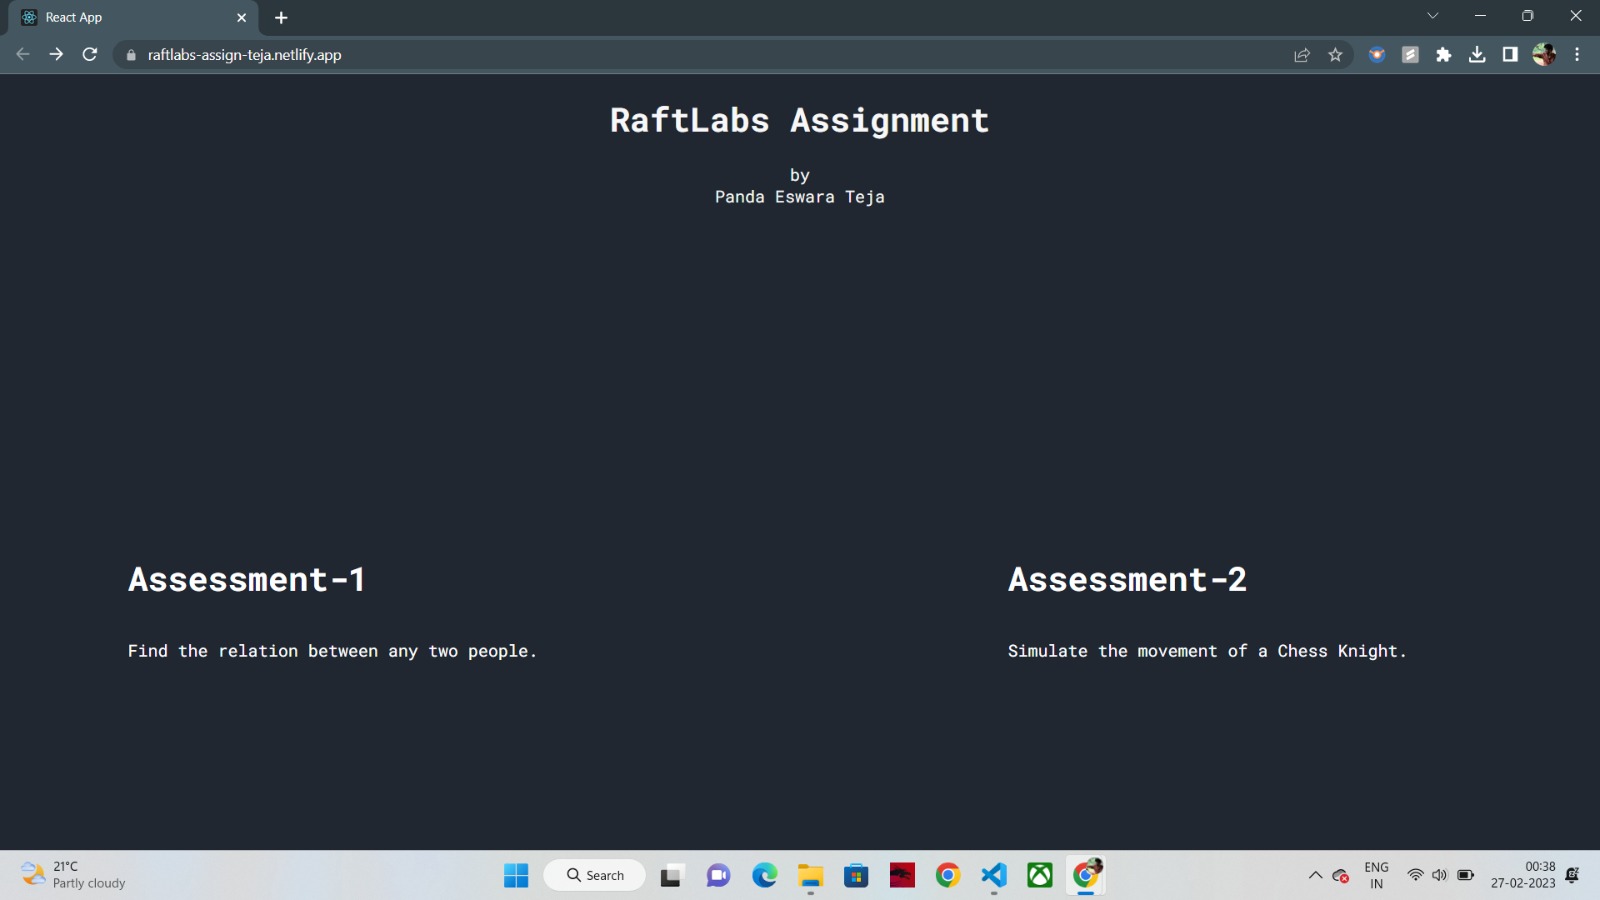 React App
raftlabs-assign-teja.netlify.app
RaftLabs Assignment
by
Panda Eswara Teja
Assessment-1
Assessment-2
Find the relation between any two people.
Simulate the movement of a Chess Knight.
21°C
Partly cloudy
Search
ENG
IN
00:38
27-02-2023